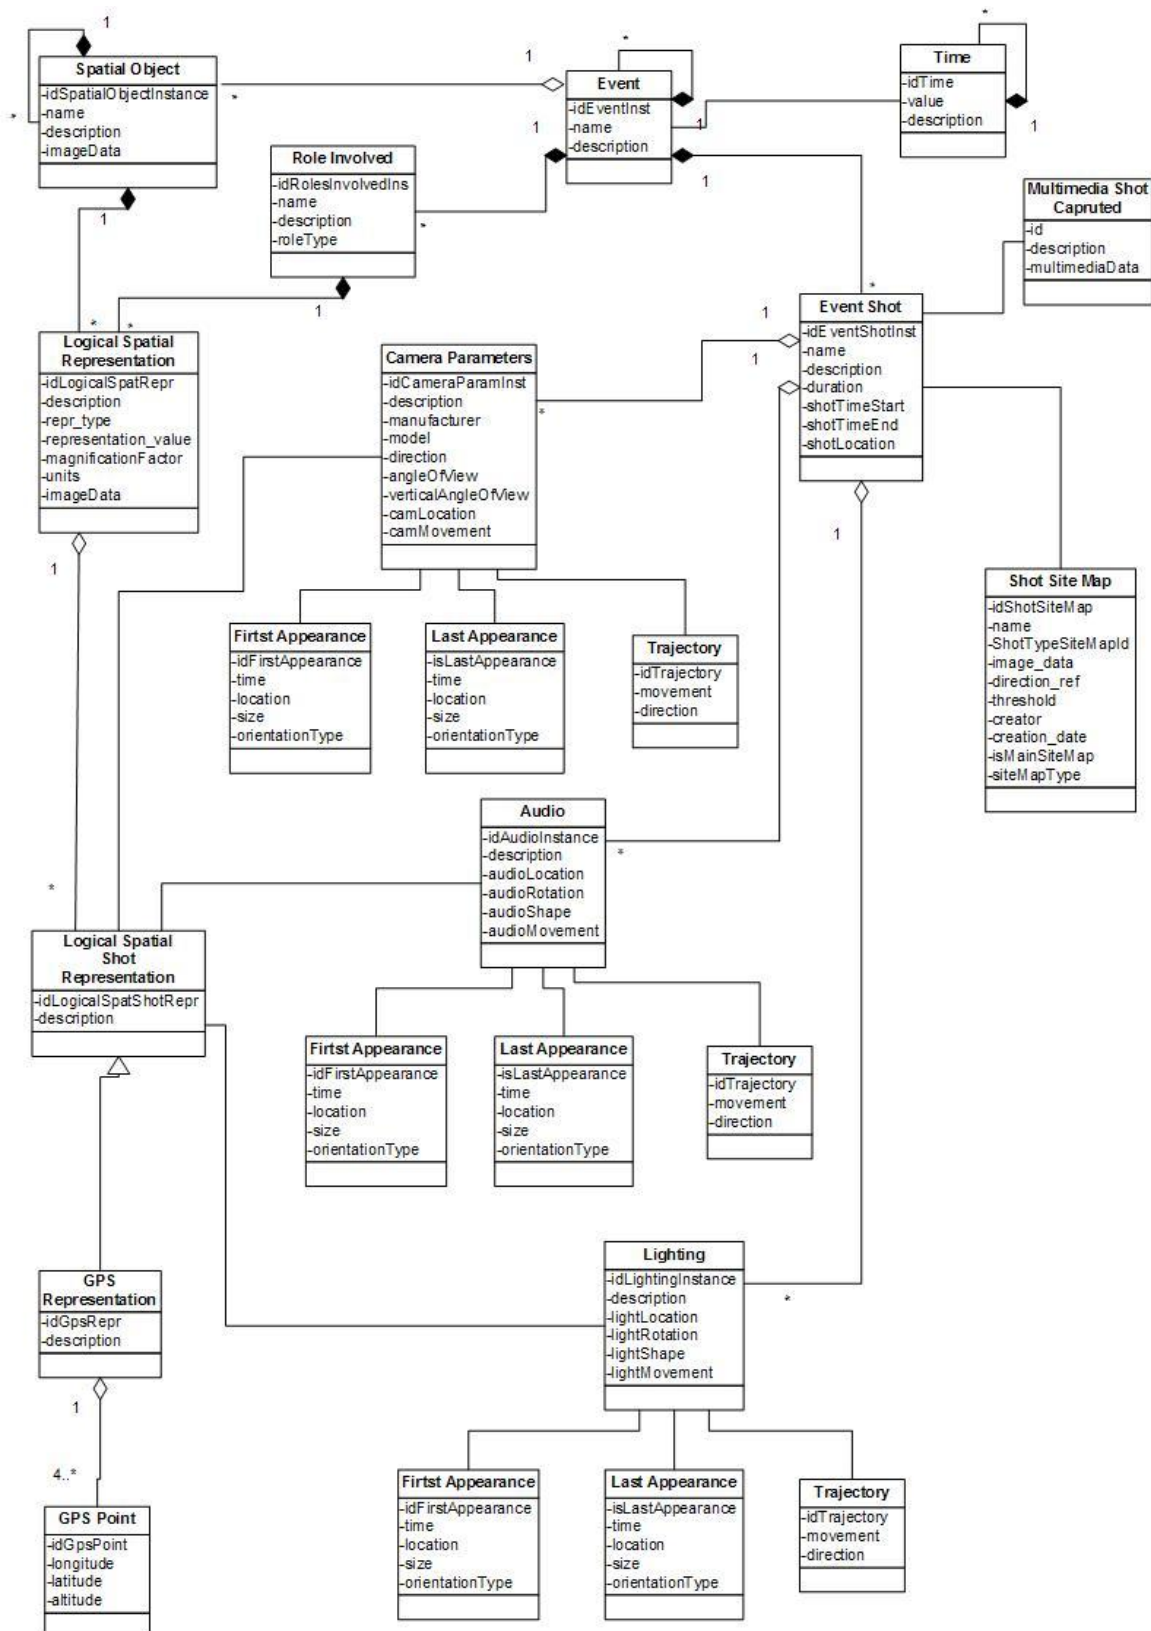 1
*
1
*
Spatial Object
-idSpatialObjectInstance
-name
-description
-imageData
*
*
1
Event
-idEventInst
-name
-description
1
1
Time
-idTime
-value
-description
1
1
*
Role Involved
-idRolesInvolvedIns
-name
-description
-roleType
*
1
1
Multimedia Shot
Capruted
-id
-description
-multimediaData
1
*
*
*
Event Shot
-idEventShotInst
-name
-description
-duration
-shotTimeStart
-shotTimeEnd
-shotLocation
1
1
Logical Spatial
Representation
-idLogicalSpatRepr
-description
-repr_type
-representation_value
-magnificationFactor
-units
-imageData
Camera Parameters
-idCameraParamInst
-description
-manufacturer
-model
-direction
-angleOfView
-verticalAngleOfView
-camLocation
-camMovement
*
1
1
Shot Site Map
-idShotSiteMap
-name
-ShotTypeSiteMapId
-image_data
-direction_ref
-threshold
-creator
-creation_date
-isMainSiteMap
-siteMapType
Firtst Appearance
-idFirstAppearance
-time
-location
-size
-orientationType
Last Appearance
-isLastAppearance
-time
-location
-size
-orientationType
Trajectory
-idTrajectory
-movement
-direction
Audio
-idAudioInstance
-description
-audioLocation
-audioRotation
-audioShape
-audioMovement
*
*
Logical Spatial
Shot
Representation
-idLogicalSpatShotRepr
-description
Firtst Appearance
-idFirstAppearance
-time
-location
-size
-orientationType
Last Appearance
-isLastAppearance
-time
-location
-size
-orientationType
Trajectory
-idTrajectory
-movement
-direction
GPS
Representation
-idGpsRepr
-description
1
Lighting
-idLightingInstance
-description
-lightLocation
-lightRotation
-lightShape
-lightMovement
*
4..*
GPS Point
-idGpsPoint
-longitude
-latitude
-altitude
Firtst Appearance
-idFirstAppearance
-time
-location
-size
-orientationType
Last Appearance
-isLastAppearance
-time
-location
-size
-orientationType
Trajectory
-idTrajectory
-movement
-direction